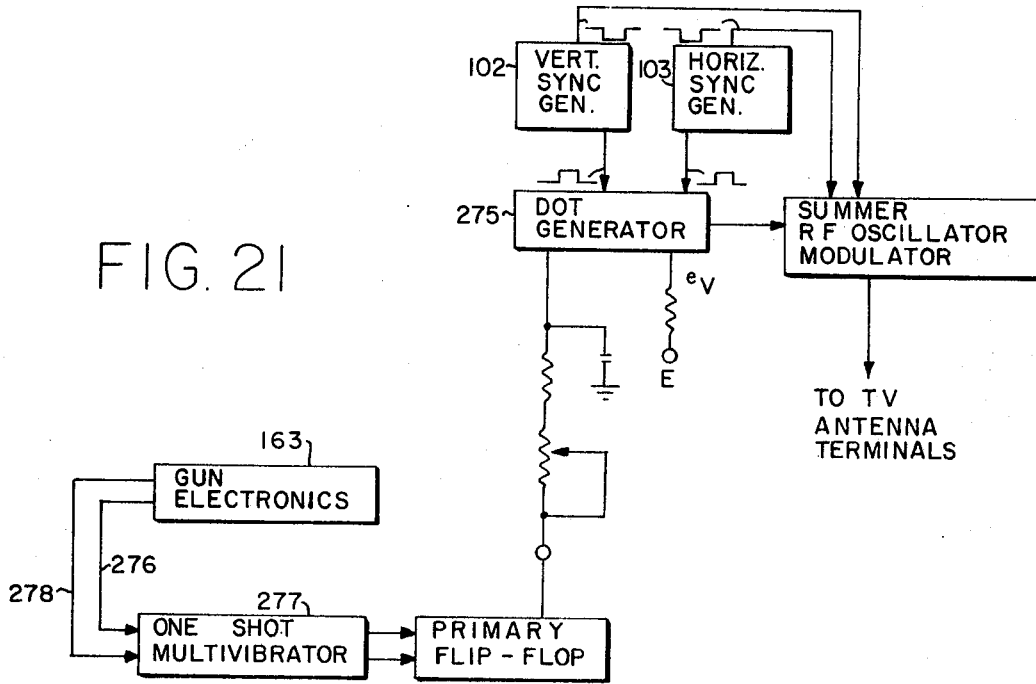 VERT.
SYNC
GEN.
102
HORIZ.
SYNC
GEN.
103
275
DOT
GENERATOR
SUMMER
RF OSCILLATOR
MODULATOR
FIG. 21
eV
E
TO TV
ANTENNA
TERMINALS
163
GUN
ELECTRONICS
276
278
277
ONE SHOT
MULTIVIBRATOR
PRIMARY
FLIP-FLOP